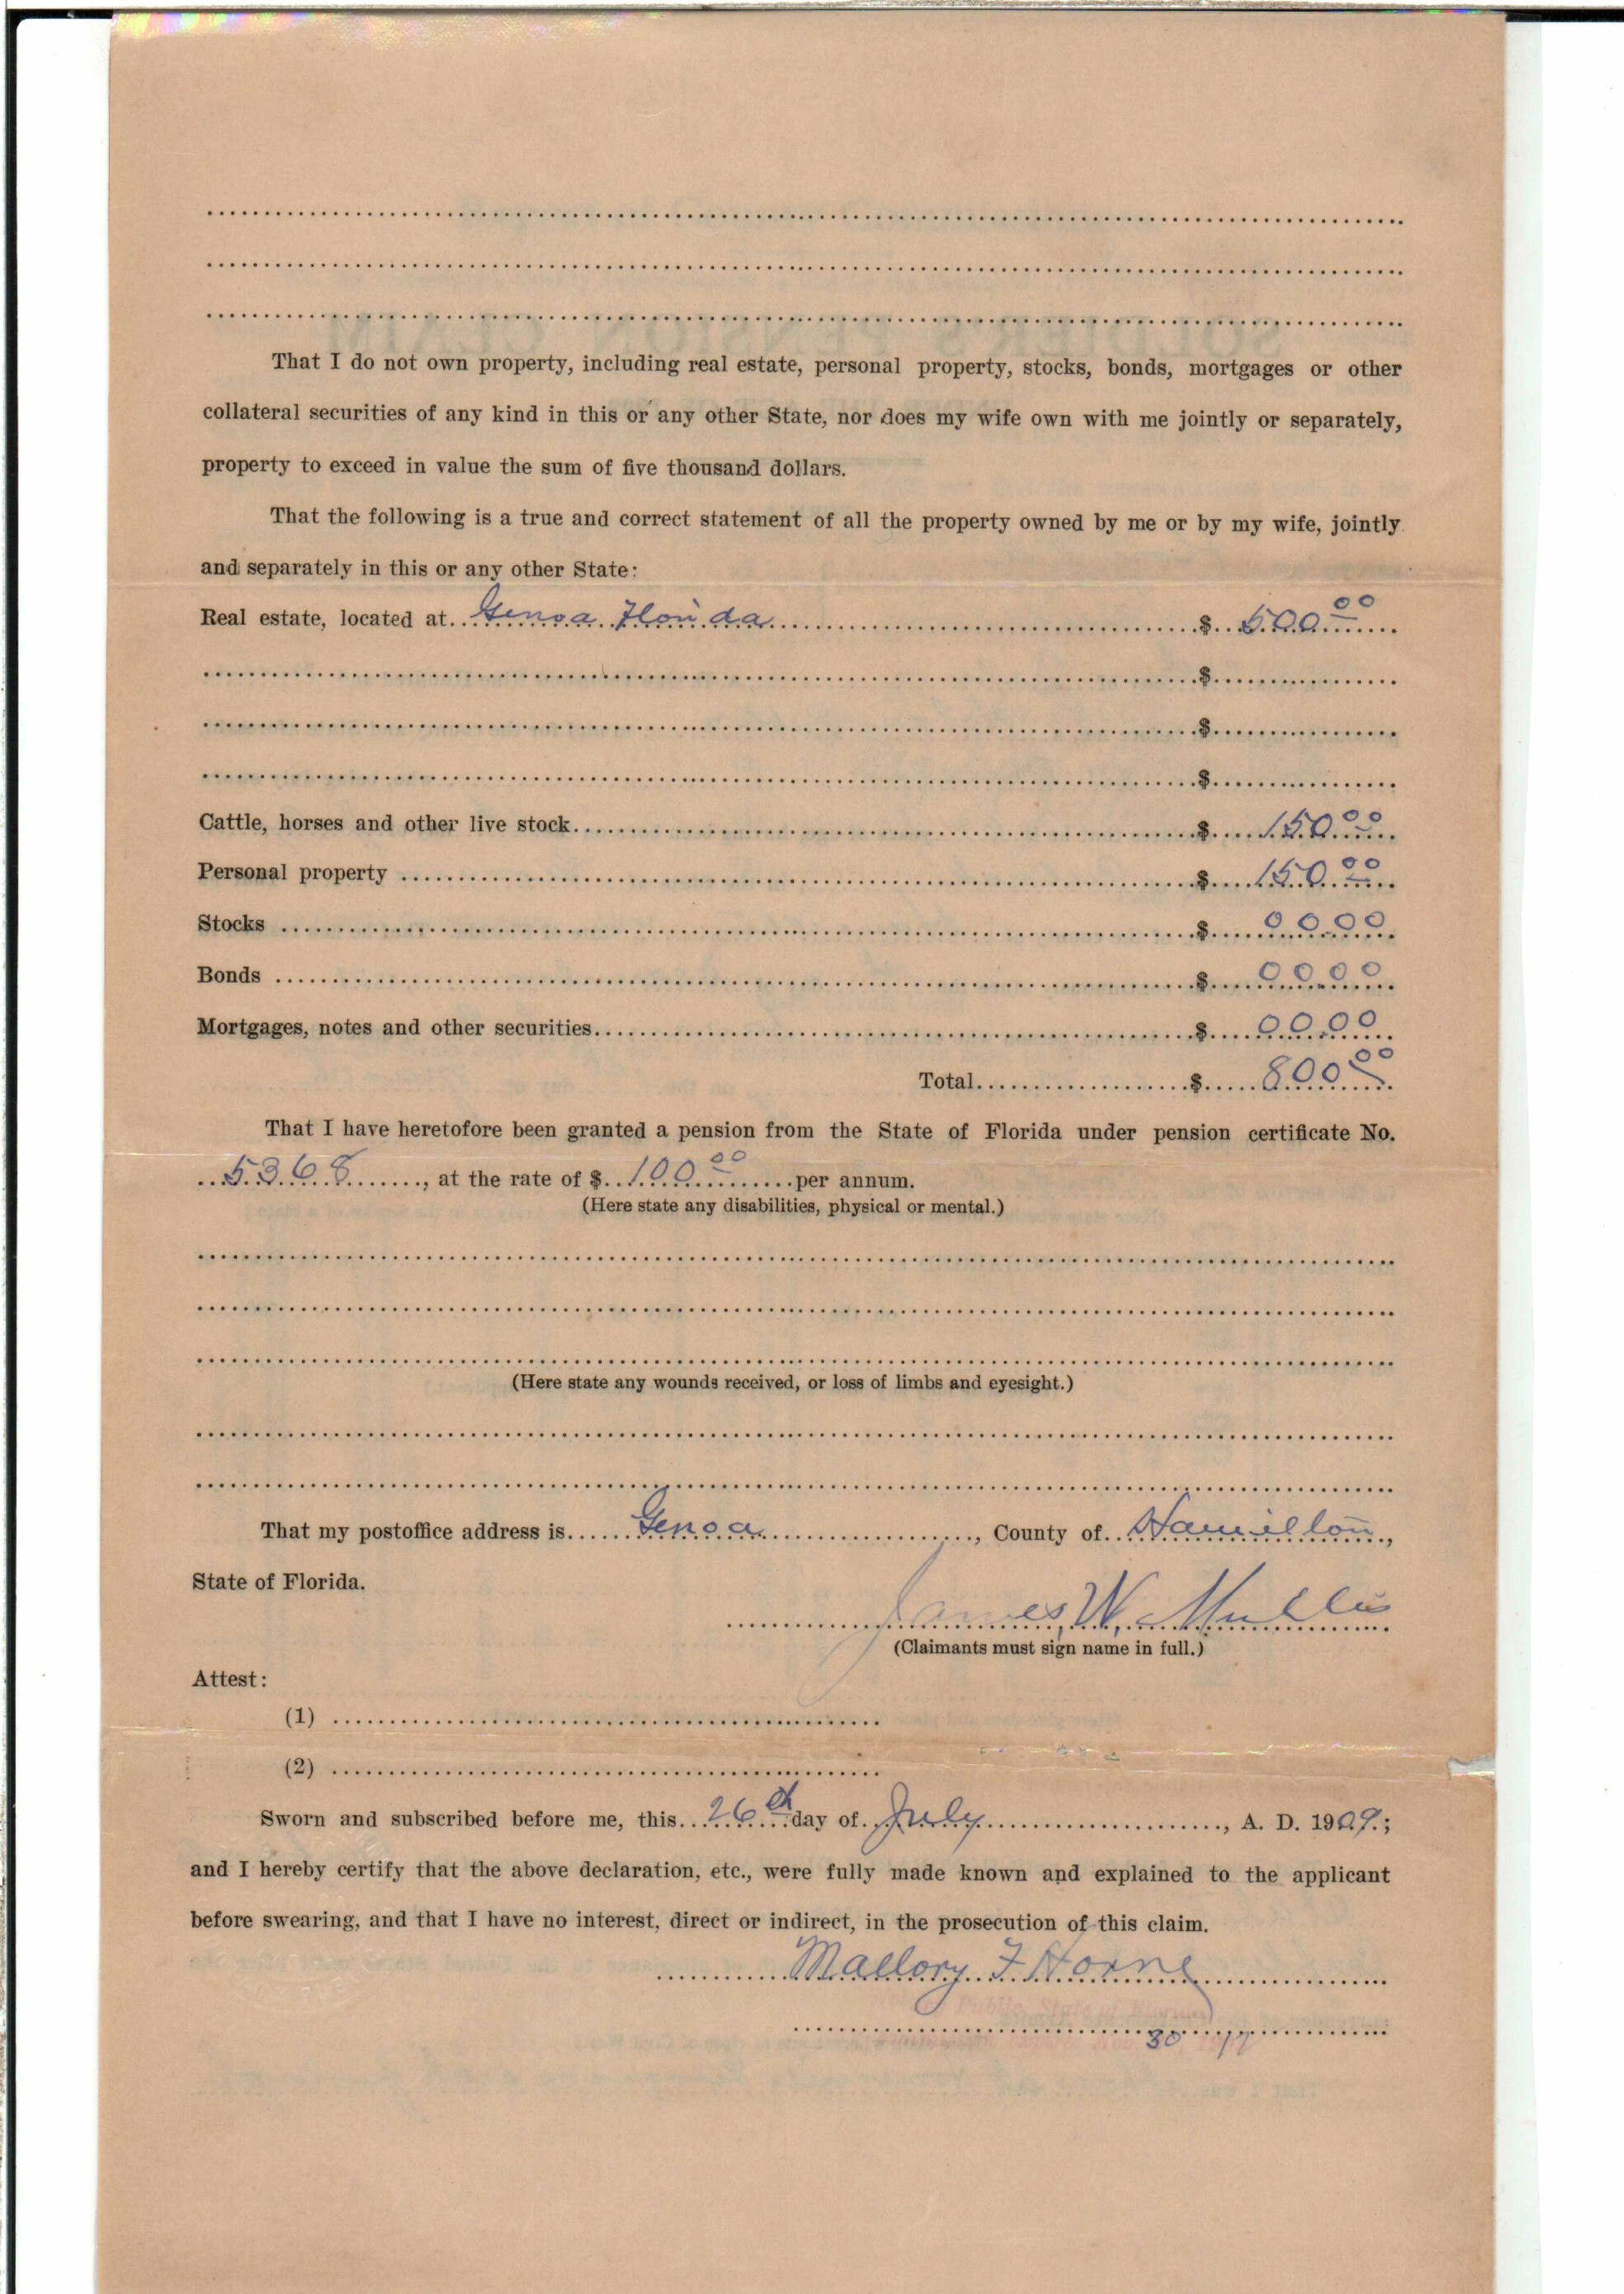 That I do not own property, including real estate, personal property, stocks, bonds, mortgages or other
collateral securities of any kind in this or any other State, nor does my wife own with me jointly or separately,
property to exceed in value the sum of five thousand dollars.
That the following is a true and correct statement of all the property owned by me or by my wife, jointly
and separately in this or any other State:
Real estate, located at Genoa Florida $ 500 00
$
$
$
Cattle, horses and other live stock $ 150 00
Personal property $ 150 00
Stocks $ 00 00
Bonds $ 00 00
Mortgages, notes and other securities $ 00 00
Total $ 800 00
That I have heretofore been granted a pension from the State of Florida under pension certificate No.
5368, at the rate of $ 100 00 per annum.
(Here state any disabilities, physical or mental.)
(Here state any wounds received, or loss of limbs and eyesight.)
That my postoffice address is Genoa, County of Hamilton,
State of Florida.
James W. Mullis
(Claimants must sign name in full.)
Attest:
(1)
(2)
Sworn and subscribed before me, this 26th day of July, A. D. 1909.;
and I hereby certify that the above declaration, etc., were fully made known and explained to the applicant
before swearing, and that I have no interest, direct or indirect, in the prosecution of this claim.
Mallory F Horne
Public, State of
30 11